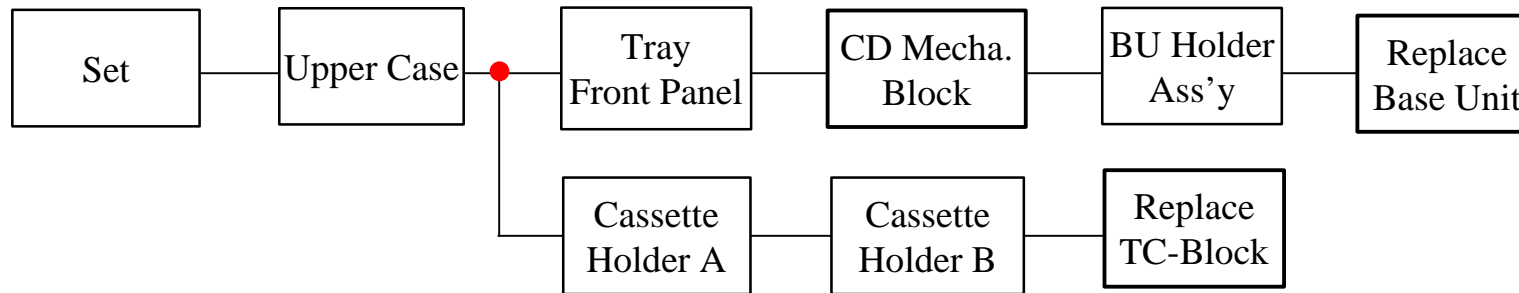 Set
Upper Case
Tray
Front Panel
CD Mecha.
Block
BU Holder
Ass’y
Replace
Base Unit
Cassette
Holder A
Cassette
Holder B
Replace
TC-Block